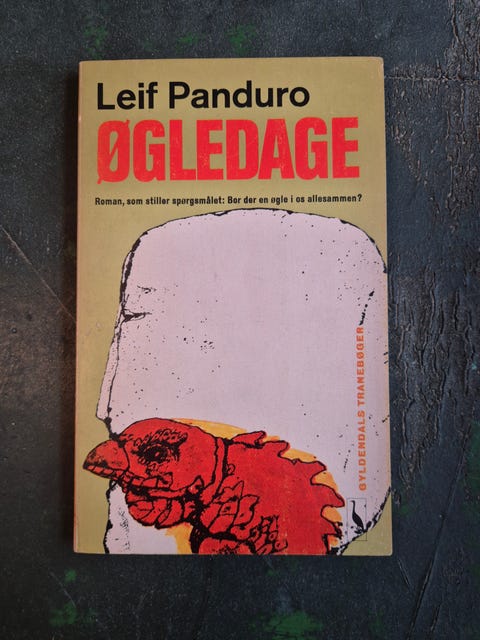 Leif Panduro
ØGLEDAGE
Roman, som stiller spørgsmålet: Bor der en øgle i os allesammen?
GYLDENDALS TRANEBØGER